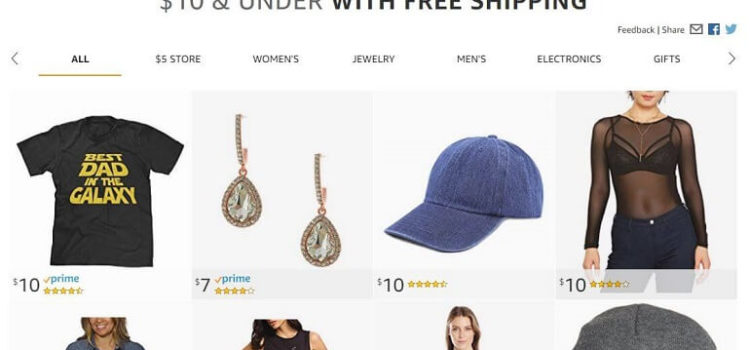 $10 & UNDER WITH FREE SHIPPING
Feedback | Share
ALL $5 STORE WOMEN'S JEWELRY MEN'S ELECTRONICS GIFTS
BEST
DAD
IN THE
GALAXY
$10 prime
$7 prime
$10
$10